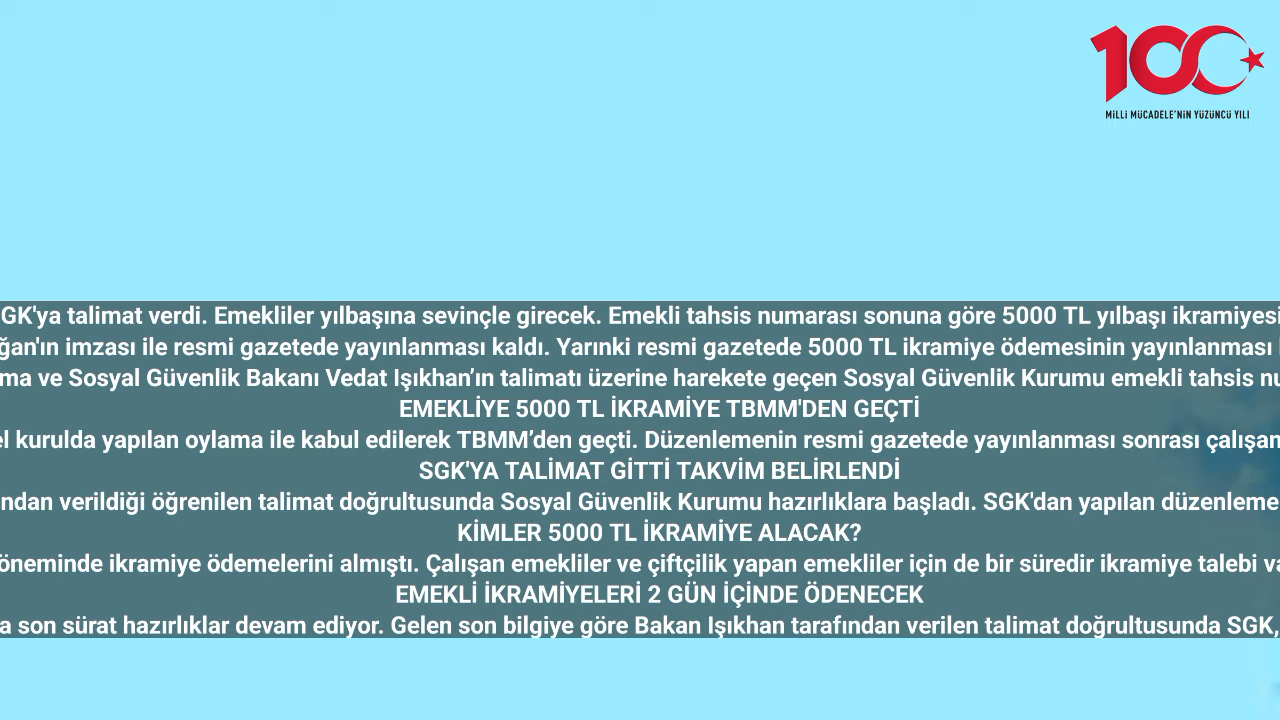 100
MİLLİ MÜCADELE'NİN YÜZÜNCÜ YILI
GK'ya talimat verdi. Emekliler yılbaşına sevinçle girecek. Emekli tahsis numarası sonuna göre 5000 TL yılbaşı ikramiyesi
ğan'ın imzası ile resmi gazetede yayınlanması kaldı. Yarınki resmi gazetede 5000 TL ikramiye ödemesinin yayınlanması
ma ve Sosyal Güvenlik Bakanı Vedat Işıkhan’ın talimatı üzerine harekete geçen Sosyal Güvenlik Kurumu emekli tahsis nu
EMEKLİYE 5000 TL İKRAMİYE TBMM'DEN GEÇTİ
el kurulda yapılan oylama ile kabul edilerek TBMM’den geçti. Düzenlemenin resmi gazetede yayınlanması sonrası çalışan
SGK'YA TALİMAT GİTTİ TAKVİM BELİRLENDİ
ndan verildiği öğrenilen talimat doğrultusunda Sosyal Güvenlik Kurumu hazırlıklara başladı. SGK'dan yapılan düzenleme
KİMLER 5000 TL İKRAMİYE ALACAK?
öneminde ikramiye ödemelerini almıştı. Çalışan emekliler ve çiftçilik yapan emekliler için de bir süredir ikramiye talebi va
EMEKLİ İKRAMİYELERİ 2 GÜN İÇİNDE ÖDENECEK
a son sürat hazırlıklar devam ediyor. Gelen son bilgiye göre Bakan Işıkhan tarafından verilen talimat doğrultusunda SGK,